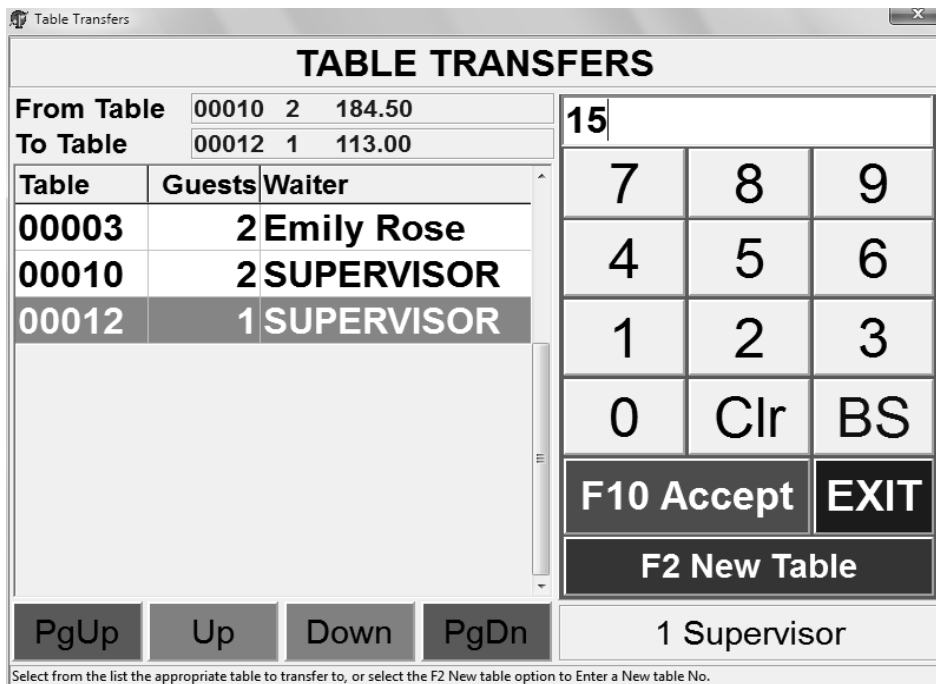 Table Transfers
x
TABLE TRANSFERS
From Table 00010 2 184.50
To Table 00012 1 113.00
Table Guests Waiter
00003 2 Emily Rose
00010 2 SUPERVISOR
00012 1 SUPERVISOR
PgUp Up Down PgDn
15
7 8 9
4 5 6
1 2 3
0 Clr BS
F10 Accept EXIT
F2 New Table
1 Supervisor
Select from the list the appropriate table to transfer to, or select the F2 New table option to Enter a New table No.